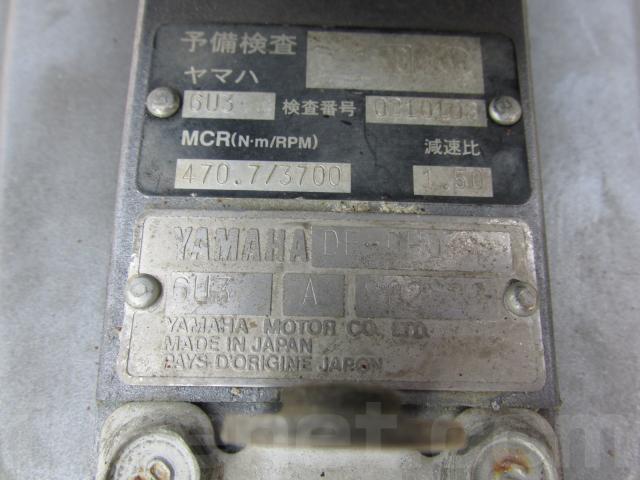 予備検査
ヤマハ
6U3 検査番号 0210103
MCR(N·m/RPM) 減速比
470.7/3700 1.50
YAMAHA
6U3 A
YAMAHA MOTOR CO., LTD.
MADE IN JAPAN
PAYS D'ORIGINE JAPON